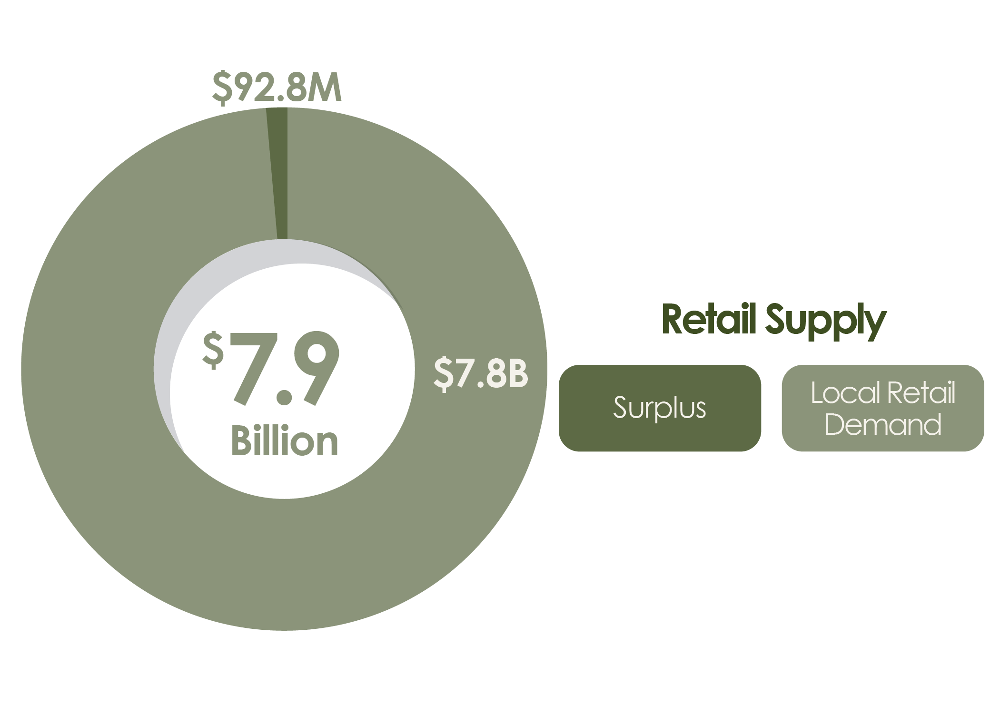 $92.8M
$7.9
Billion
$7.8B
Retail Supply
Surplus
Local Retail
Demand